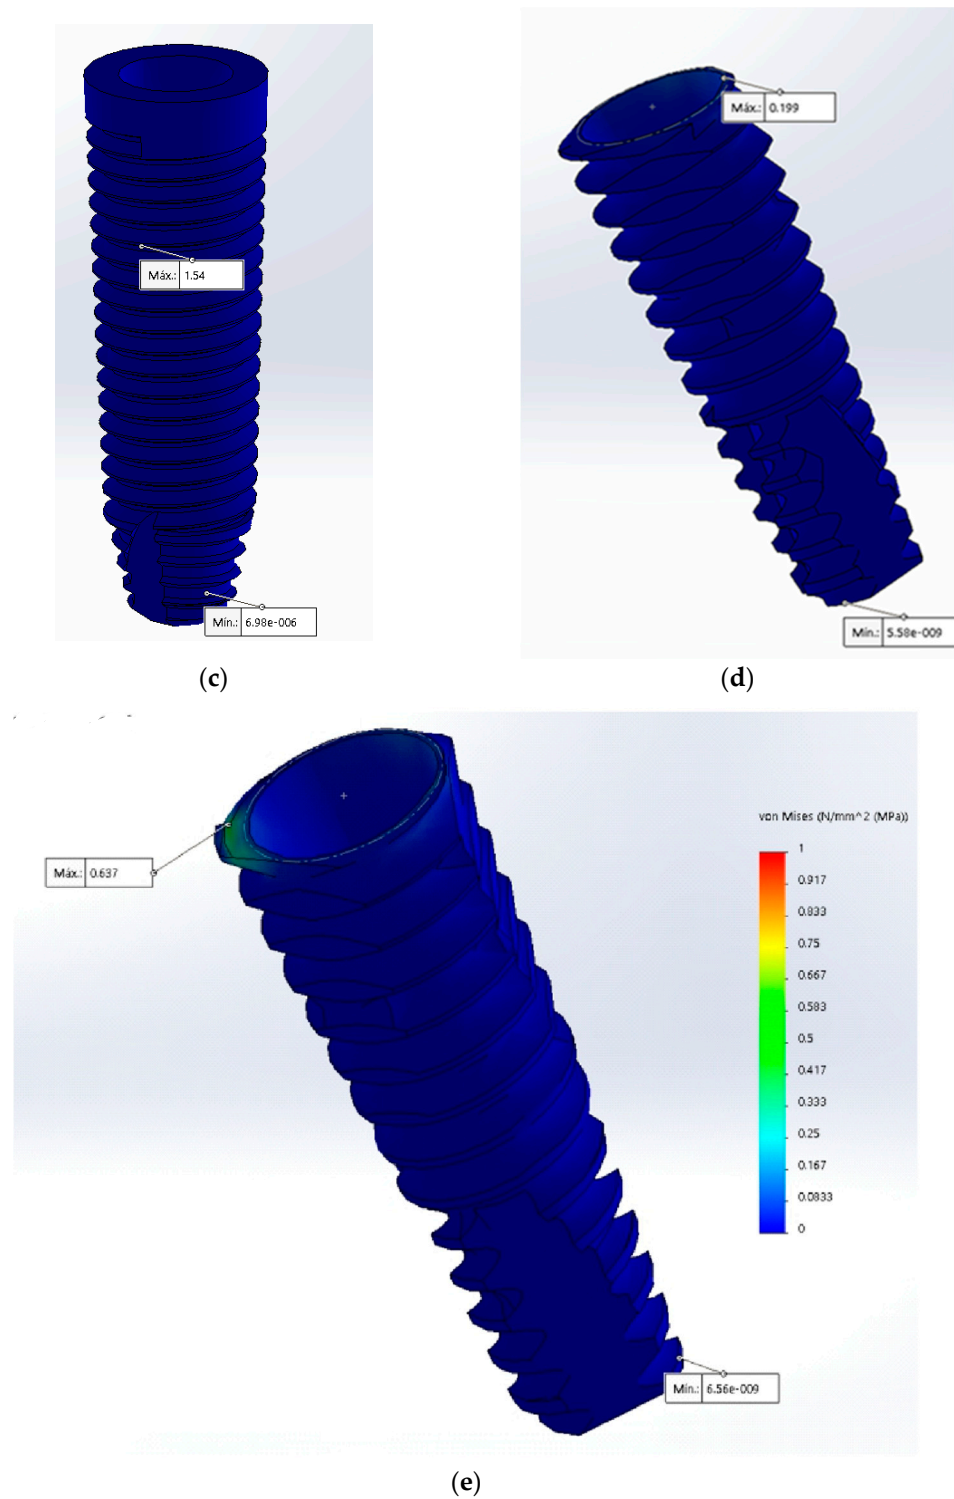 Máx.: 0.199
Máx.: 1.54
Mín.: 6.98e-006
Mín.: 5.58e-009
(c)
(d)
von Mises (N/mm^2 (MPa))
Máx.: 0.637
1
0.917
0.833
0.75
0.667
0.583
0.5
0.417
0.333
0.25
0.167
0.0833
0
Mín.: 6.56e-009
(e)